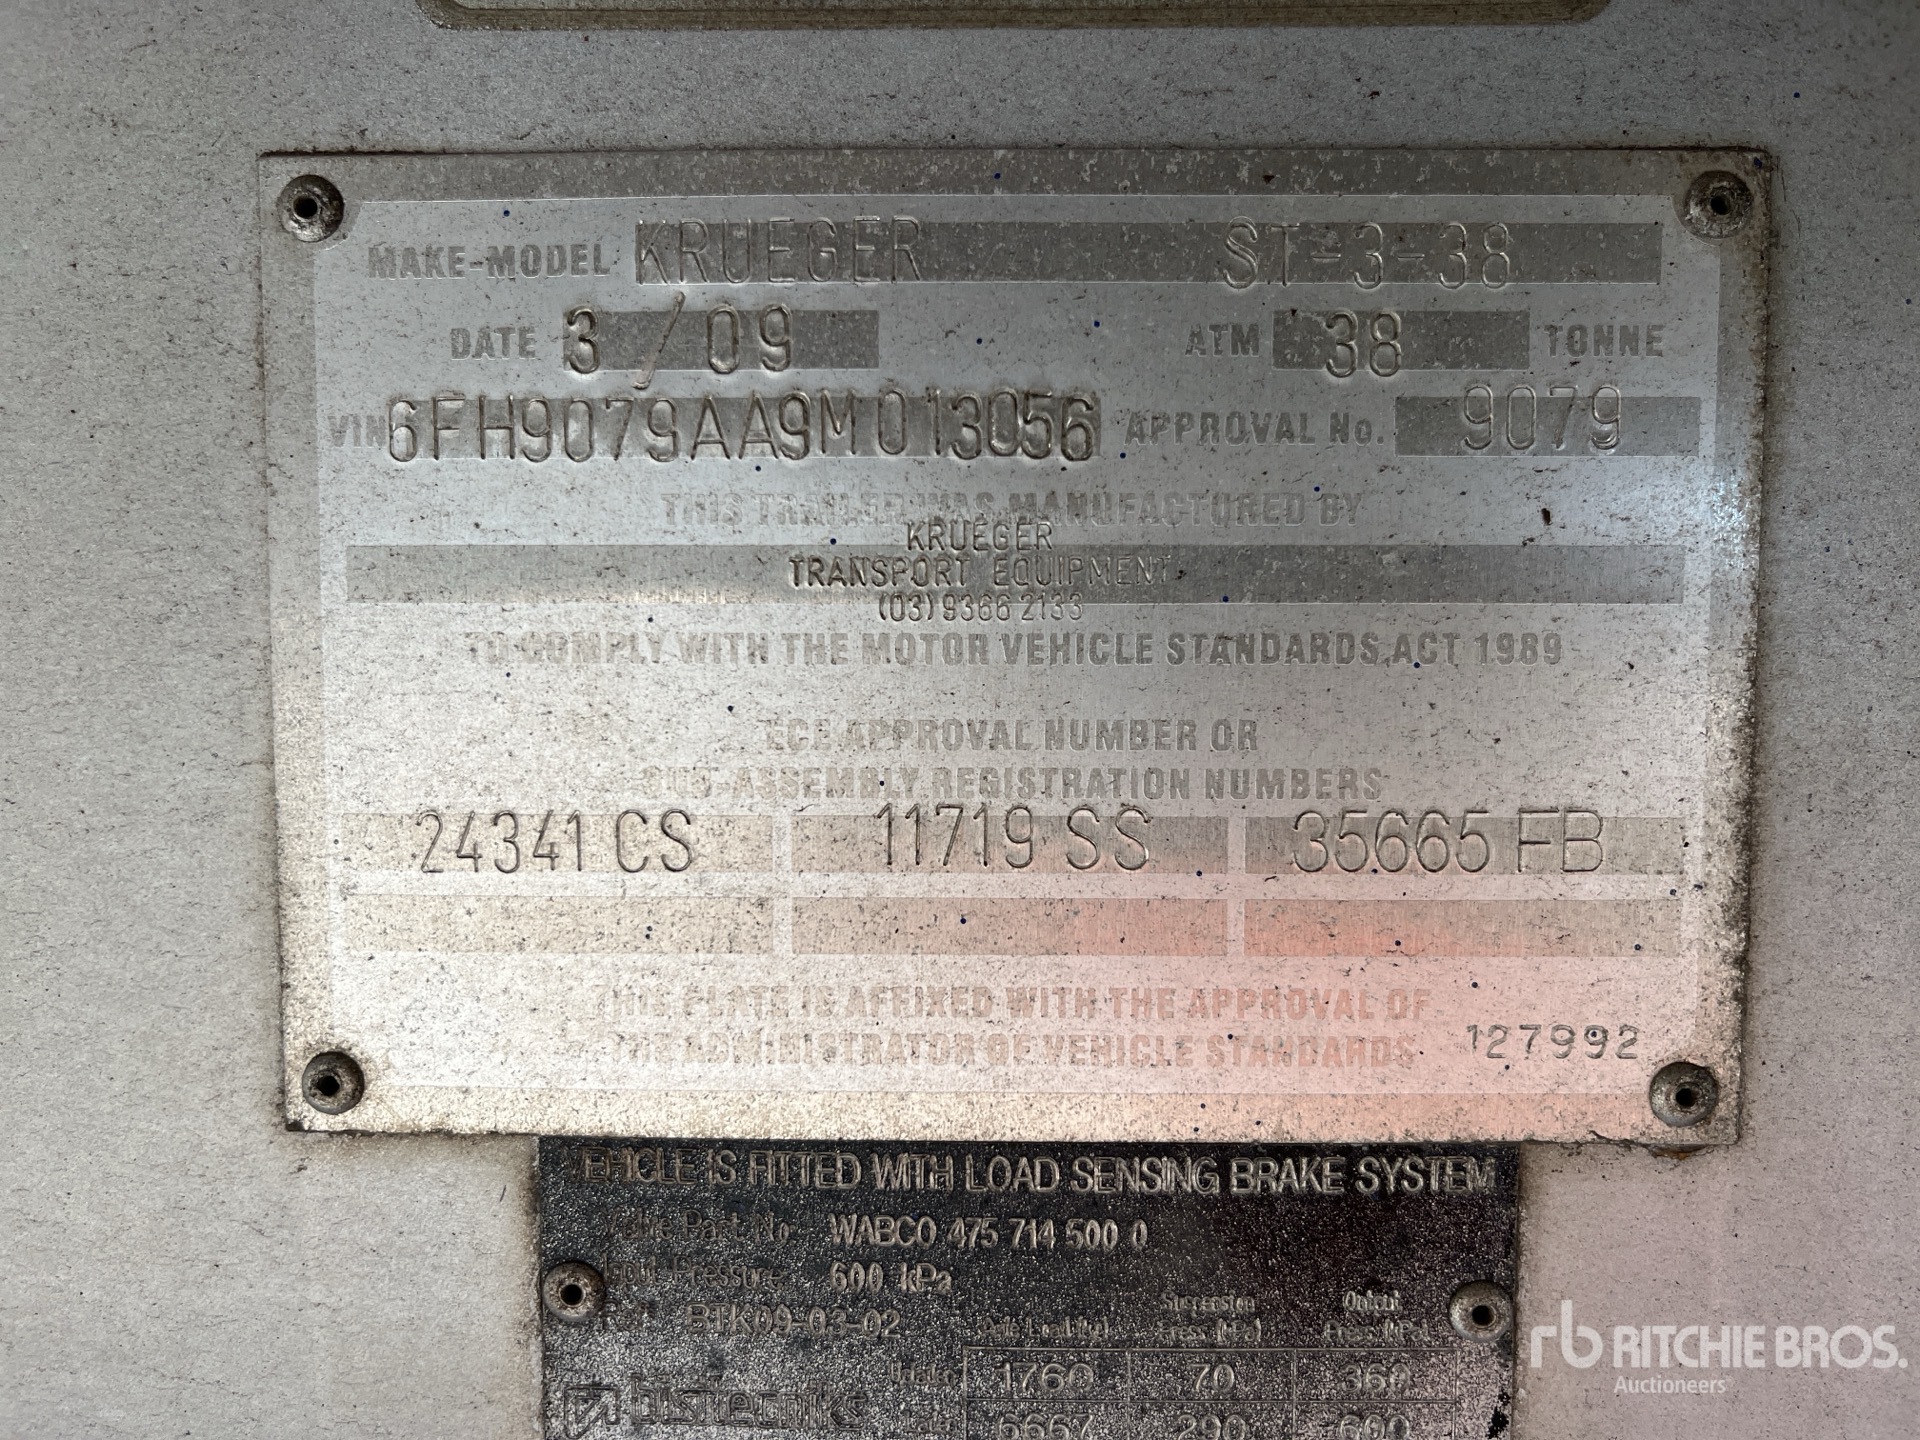 MAKE-MODEL KRUEGER ST-3-38
DATE 3/09 ATM 38 TONNE
VIN 6FH9079AA9M013056 APPROVAL No. 9079
THIS TRAILER WAS MANUFACTURED BY
KRUEGER
TRANSPORT EQUIPMENT
(03) 9366 2133
TO COMPLY WITH THE MOTOR VEHICLE STANDARDS ACT 1989
ECE APPROVAL NUMBER OR
SUB-ASSEMBLY REGISTRATION NUMBERS
24341 CS 11719 SS 35665 FB
THIS PLATE IS AFFIXED WITH THE APPROVAL OF
THE ADMINISTRATOR OF VEHICLE STANDARDS 127992
VEHICLE IS FITTED WITH LOAD SENSING BRAKE SYSTEM
Valve Part No WABCO 475 714 500 0
Input Pressure 600 kPa
BTK09-03-02
Suspension Output
Axle Load (kg) Press (kPa) Press (kPa)
Unladen 1760 70 360
6667 290 600
rb RITCHIE BROS.
Auctioneers